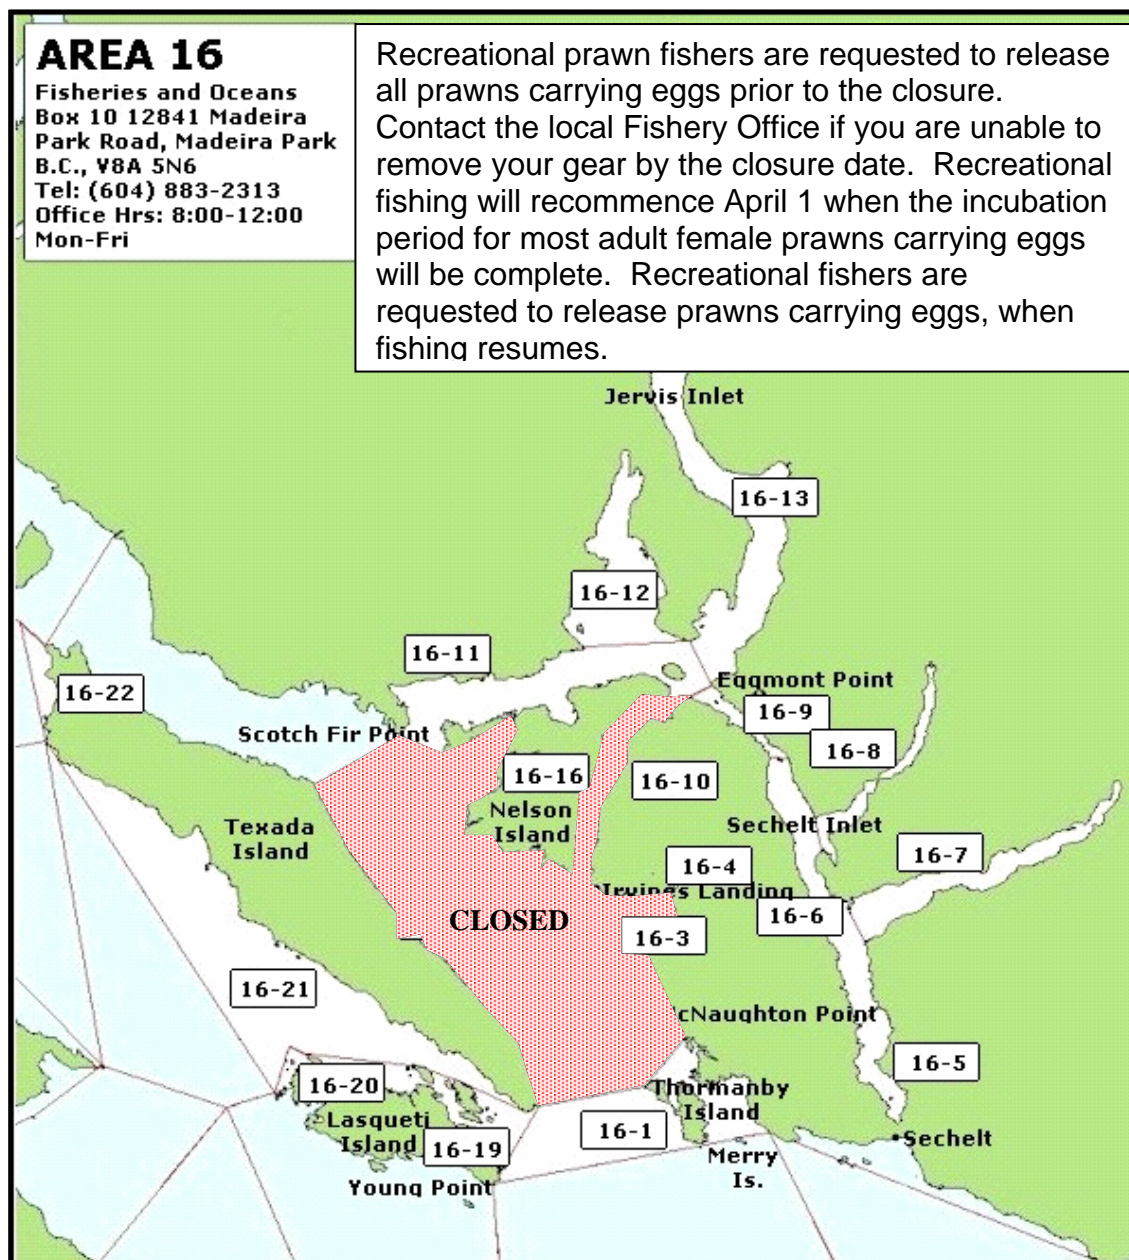 AREA 16
Fisheries and Oceans
Box 10 12841 Madeira
Park Road, Madeira Park
B.C., V8A 5N6
Tel: (604) 883-2313
Office Hrs: 8:00-12:00
Mon-Fri
Recreational prawn fishers are requested to release
all prawns carrying eggs prior to the closure.
Contact the local Fishery Office if you are unable to
remove your gear by the closure date.  Recreational
fishing will recommence April 1 when the incubation
period for most adult female prawns carrying eggs
will be complete.  Recreational fishers are
requested to release prawns carrying eggs, when
fishing resumes.
Jervis Inlet
16-13
16-12
16-11
Egmont Point
16-22
16-9
Scotch Fir Point
16-8
16-16
16-10
Nelson
Island
Texada
Island
Sechelt Inlet
16-7
16-4
Irvines Landing
16-6
CLOSED
16-3
16-21
cNaughton Point
16-5
16-20
Thormanby
Island
Lasqueti
Island
16-1
16-19
Sechelt
Merry
Is.
Young Point